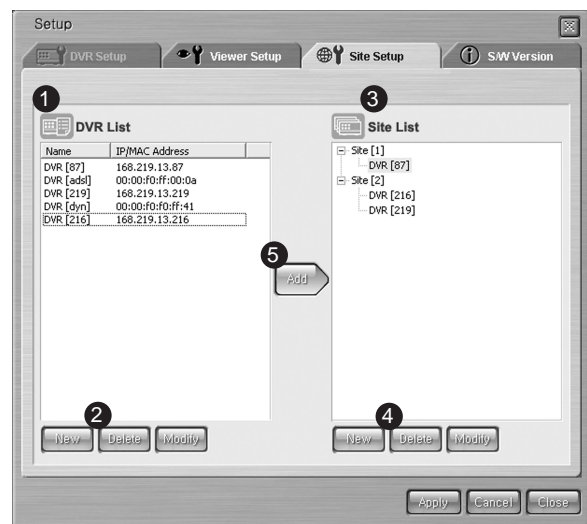 Setup
DVR Setup Viewer Setup Site Setup S/W Version
1 3
DVR List Site List
Name IP/MAC Address
DVR [87] 168.219.13.87
DVR [adsl] 00:00:f0:ff:00:0a
DVR [219] 168.219.13.219
DVR [dyn] 00:00:f0:f0:ff:41
DVR [216] 168.219.13.216
Site [1]
DVR [87]
Site [2]
DVR [216]
DVR [219]
5
Add
2 4
New Delete Modify New Delete Modify
Apply Cancel Close